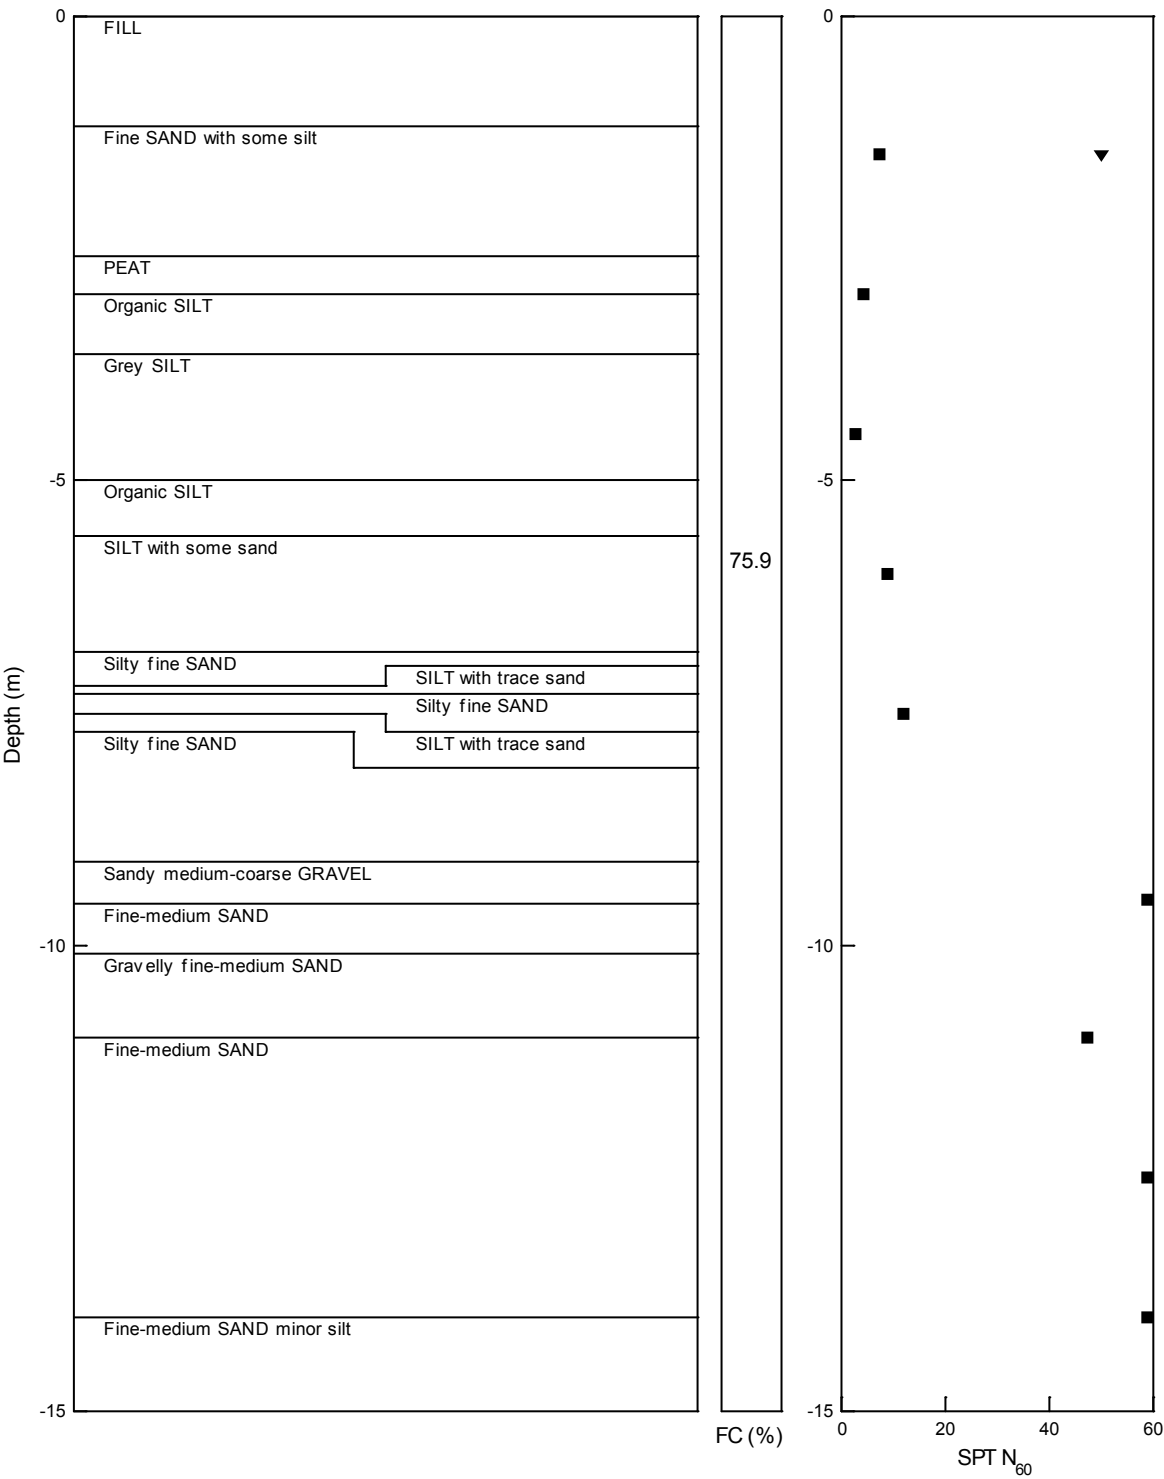 0
FILL
Fine SAND with some silt
PEAT
Organic SILT
Grey SILT
-5
Organic SILT
SILT with some sand
Silty fine SAND
SILT with trace sand
Silty fine SAND
Silty fine SAND
SILT with trace sand
Sandy medium-coarse GRAVEL
Fine-medium SAND
-10
Gravelly fine-medium SAND
Fine-medium SAND
Fine-medium SAND minor silt
-15
Depth (m)
75.9
FC (%)
0
-5
-10
-15
0 20 40 60
SPT N60